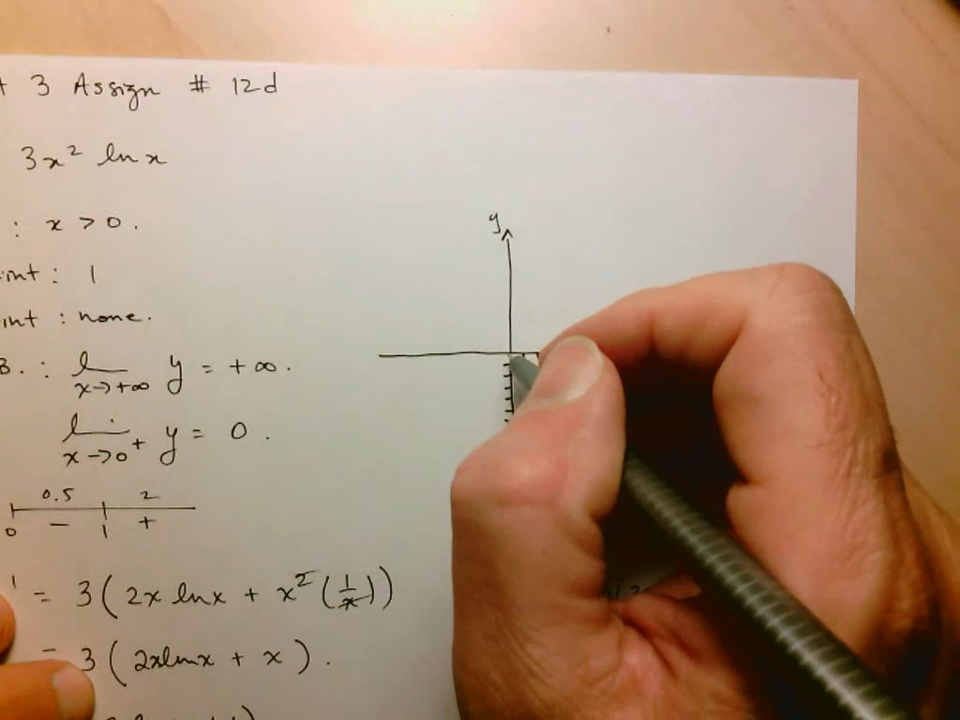 3 Assign # 12d
3x² ln x
: x > 0.
int : 1
int : none.
B. : lim x→+∞ y = +∞.
lim x→0⁺ y = 0.
0.5 2
0 − 1 +
= 3(2x ln x + x²(1/x))
= 3(2x ln x + x).
y